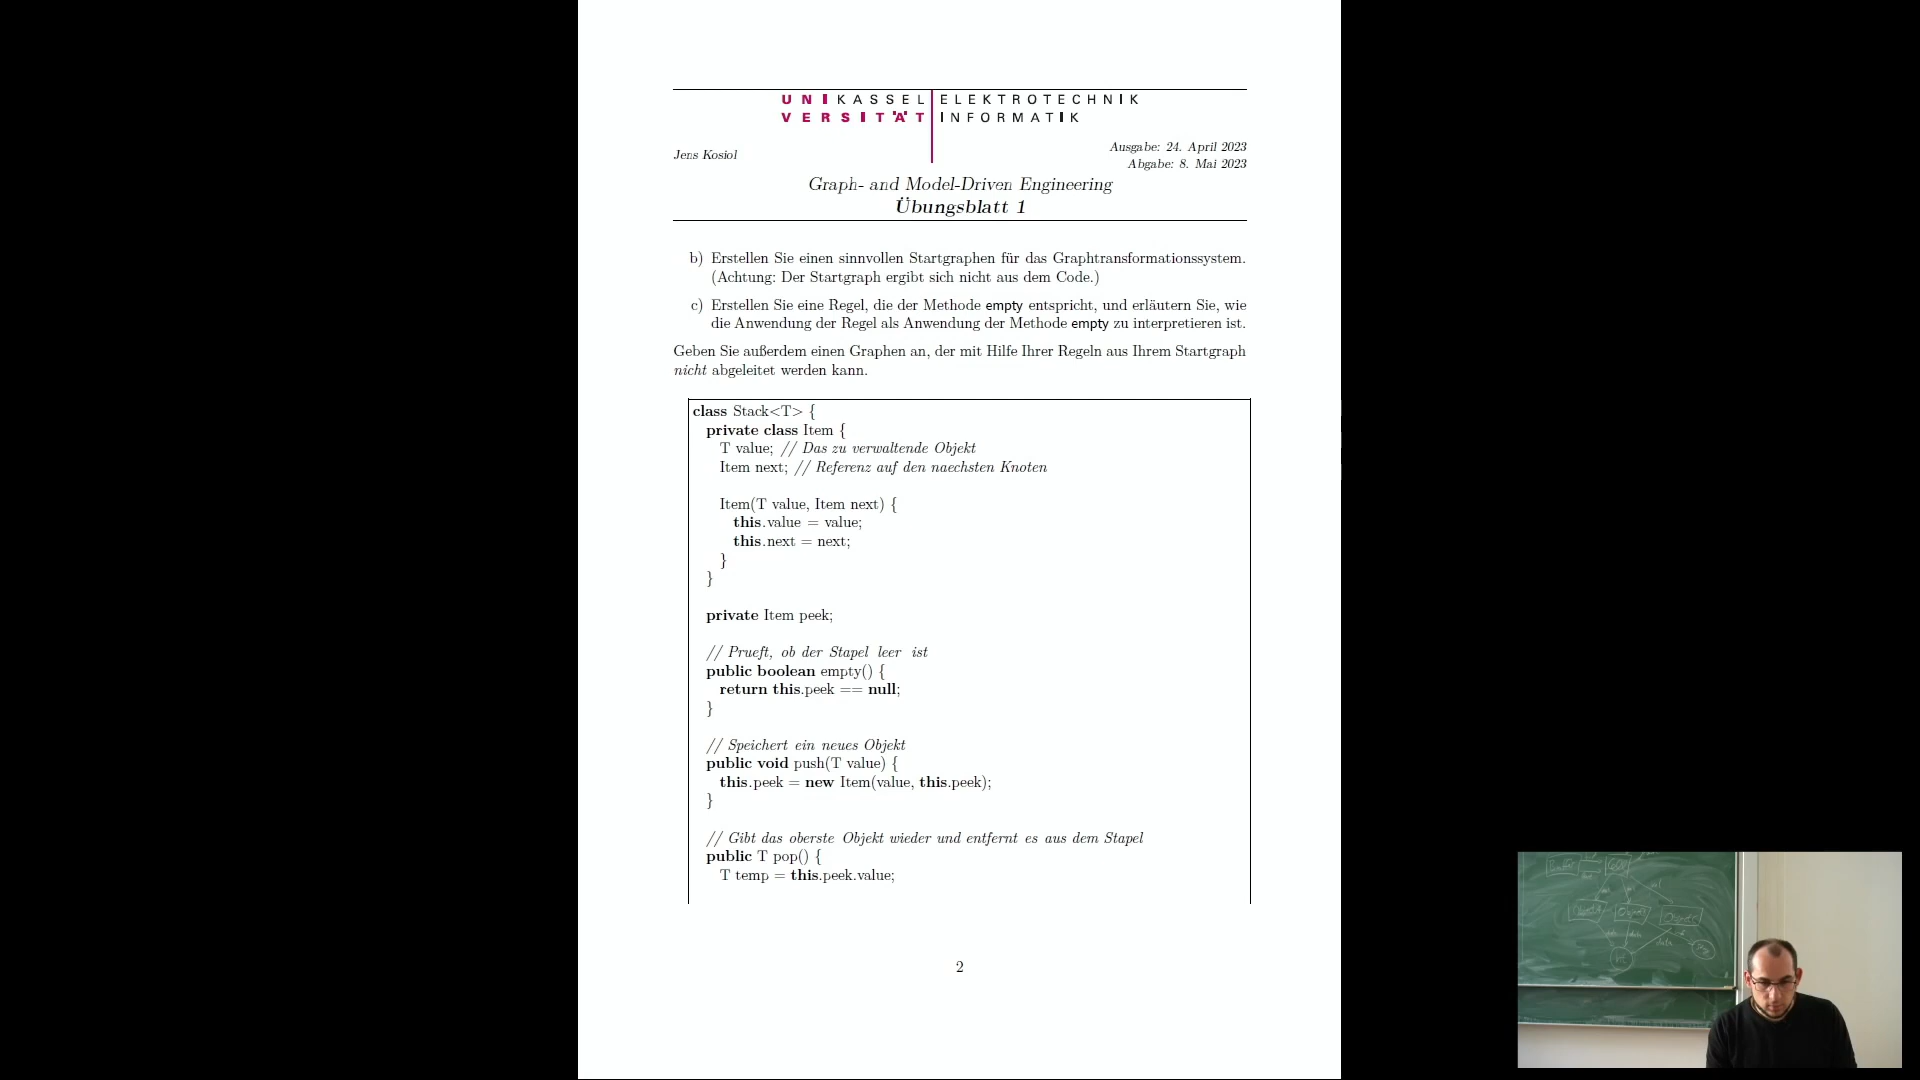 UNIKASSEL ELEKTROTECHNIK
VERSITÄT INFORMATIK
Jens Kosiol
Ausgabe: 24. April 2023
Abgabe: 8. Mai 2023
Graph- and Model-Driven Engineering
Übungsblatt 1
b) Erstellen Sie einen sinnvollen Startgraphen für das Graphtransformationssystem.
(Achtung: Der Startgraph ergibt sich nicht aus dem Code.)
c) Erstellen Sie eine Regel, die der Methode empty entspricht, und erläutern Sie, wie
die Anwendung der Regel als Anwendung der Methode empty zu interpretieren ist.
Geben Sie außerdem einen Graphen an, der mit Hilfe Ihrer Regeln aus Ihrem Startgraph
nicht abgeleitet werden kann.
class Stack<T> {
private class Item {
T value; // Das zu verwaltende Objekt
Item next; // Referenz auf den naechsten Knoten
Item(T value, Item next) {
this.value = value;
this.next = next;
}
}
private Item peek;
// Prueft, ob der Stapel leer ist
public boolean empty() {
return this.peek == null;
}
// Speichert ein neues Objekt
public void push(T value) {
this.peek = new Item(value, this.peek);
}
// Gibt das oberste Objekt wieder und entfernt es aus dem Stapel
public T pop() {
T temp = this.peek.value;
2